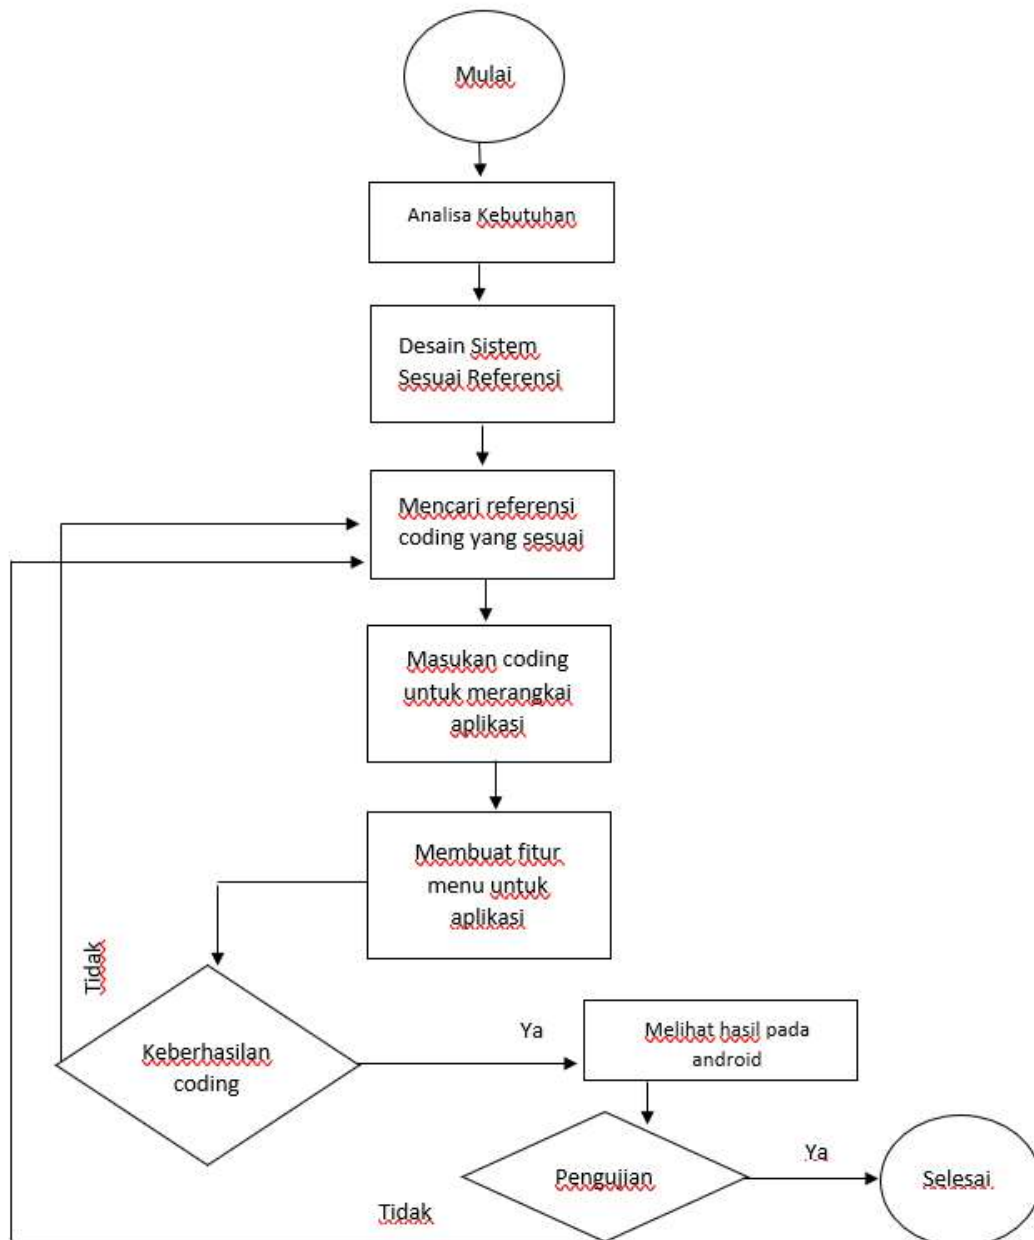 Mulai
Analisa Kebutuhan
Desain Sistem
Sesuai Referensi
Mencari referensi
coding yang sesuai
Masukan coding
untuk merangkai
aplikasi
Membuat fitur
menu untuk
aplikasi
Tidak
Keberhasilan
coding
Ya
Melihat hasil pada
android
Pengujian
Ya
Selesai
Tidak